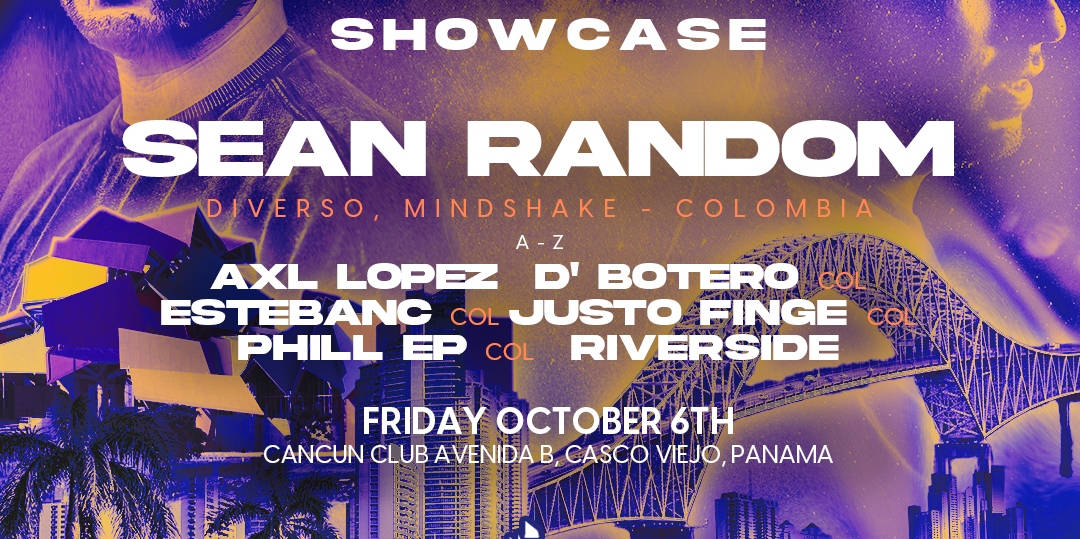 SHOWCASE
SEAN RANDOM
DIVERSO, MINDSHAKE - COLOMBIA
A - Z
AXL LOPEZ D' BOTERO COL
ESTEBANC COL JUSTO FINGE COL
PHILL EP COL RIVERSIDE
FRIDAY OCTOBER 6TH
CANCUN CLUB AVENIDA B, CASCO VIEJO, PANAMA